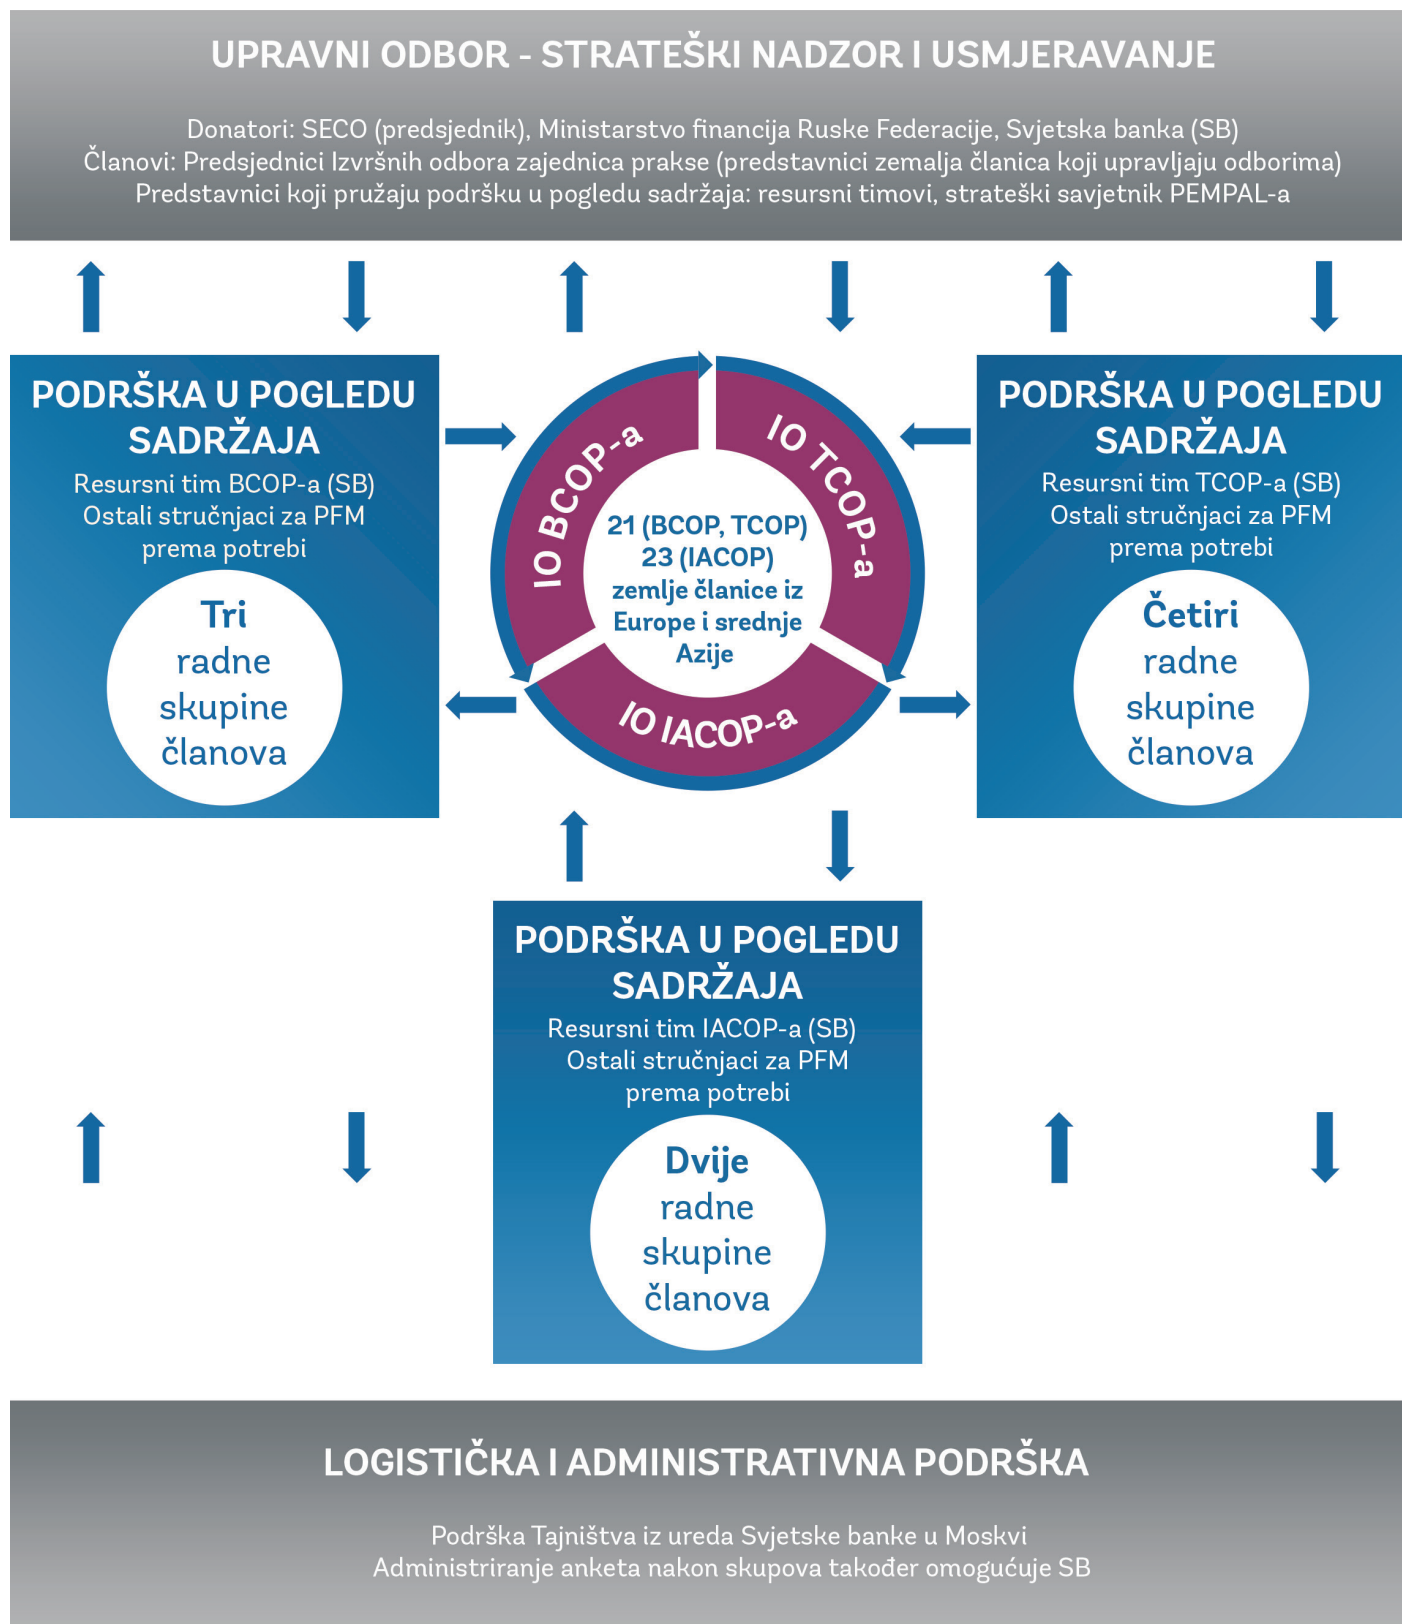 UPRAVNI ODBOR - STRATEŠKI NADZOR I USMJERAVANJE
Donatori: SECO (predsjednik), Ministarstvo financija Ruske Federacije, Svjetska banka (SB)
Članovi: Predsjednici Izvršnih odbora zajednica prakse (predstavnici zemalja članica koji upravljaju odborima)
Predstavnici koji pružaju podršku u pogledu sadržaja: resursni timovi, strateški savjetnik PEMPAL-a
PODRŠKA U POGLEDU
SADRŽAJA
Resursni tim BCOP-a (SB)
Ostali stručnjaci za PFM
prema potrebi
Tri
radne
skupine
članova
IO BCOP-a
IO TCOP-a
IO IACOP-a
21 (BCOP, TCOP)
23 (IACOP)
zemlje članice iz
Europe i srednje
Azije
PODRŠKA U POGLEDU
SADRŽAJA
Resursni tim TCOP-a (SB)
Ostali stručnjaci za PFM
prema potrebi
Četiri
radne
skupine
članova
PODRŠKA U POGLEDU
SADRŽAJA
Resursni tim IACOP-a (SB)
Ostali stručnjaci za PFM
prema potrebi
Dvije
radne
skupine
članova
LOGISTIČKA I ADMINISTRATIVNA PODRŠKA
Podrška Tajništva iz ureda Svjetske banke u Moskvi
Administriranje anketa nakon skupova također omogućuje SB